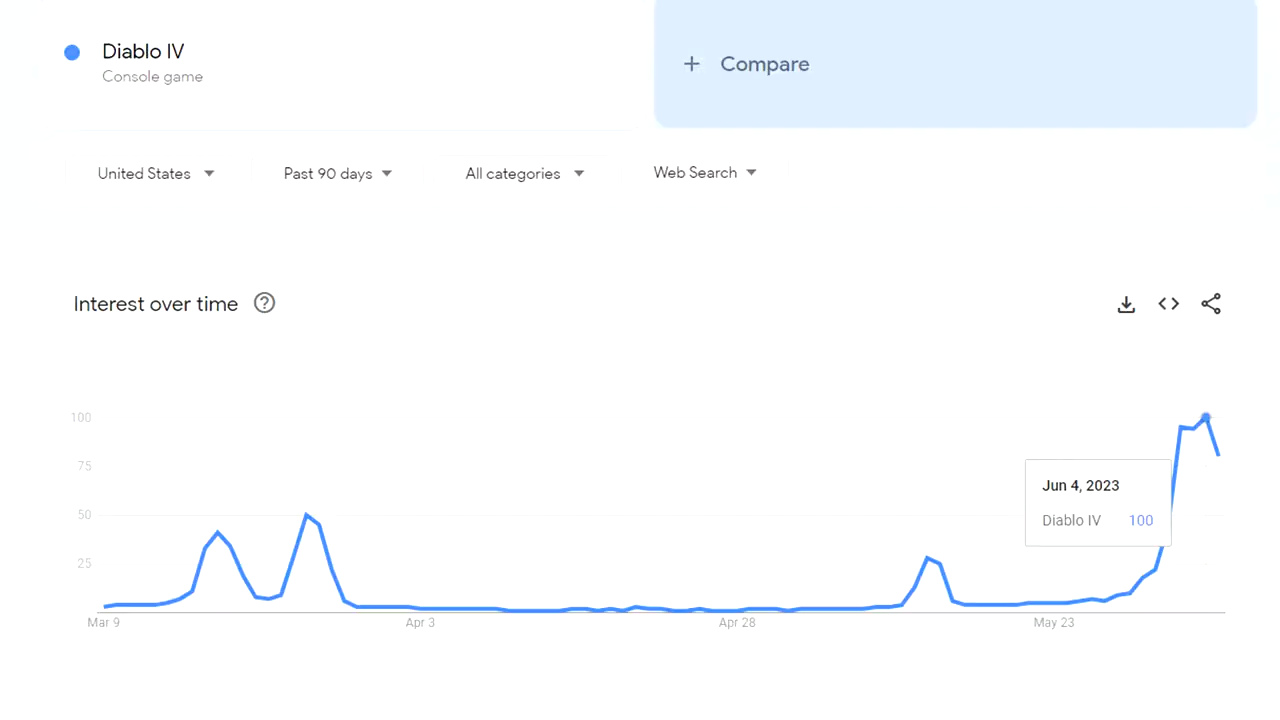 Diablo IV
Console game
+ Compare
United States
Past 90 days
All categories
Web Search
Interest over time ?
100
75
50
25
Jun 4, 2023
Diablo IV 100
Mar 9
Apr 3
Apr 28
May 23